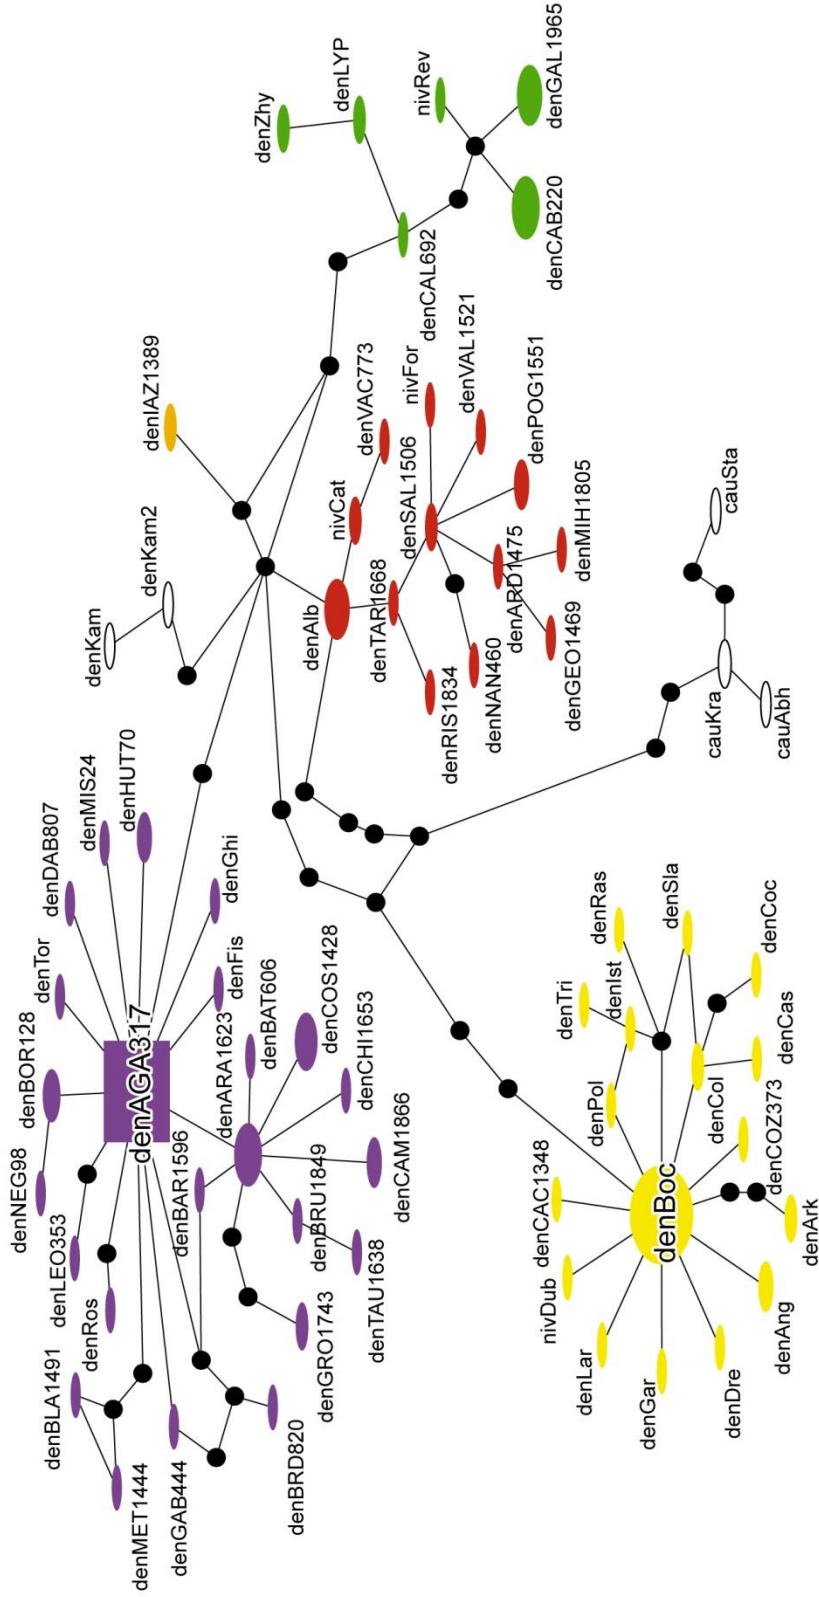 denZhy
denLYP
nivRev
denGAL1965
denCAB220
denCAL692
denIAZ1389
denKam2
denKam
denVAC773
nivCat
denAlb
denTAR1668
denSAL1506
nivFor
denVAL1521
denPOG1551
denMIH1805
denARD1475
denGEO1469
denNAN460
denRIS1834
cauSta
cauKra
cauAbh
denHUT70
denMIS24
denDAB807
denTor
denBOR128
denNEG98
denAGA317
denGhi
denFis
denLEO353
denRos
denBLA1491
denMET1444
denGAB444
denBRD820
denBAR1596
denARA1623
denBAT606
denCOS1428
denCHI1653
denCAM1866
denBRU1849
denTAU1638
denGRO1743
denRas
denSla
denCoc
denTri
denIst
denPol
denCol
denCas
denCOZ373
denArk
denCAC1348
denBoc
nivDub
denLar
denGar
denDre
denAng